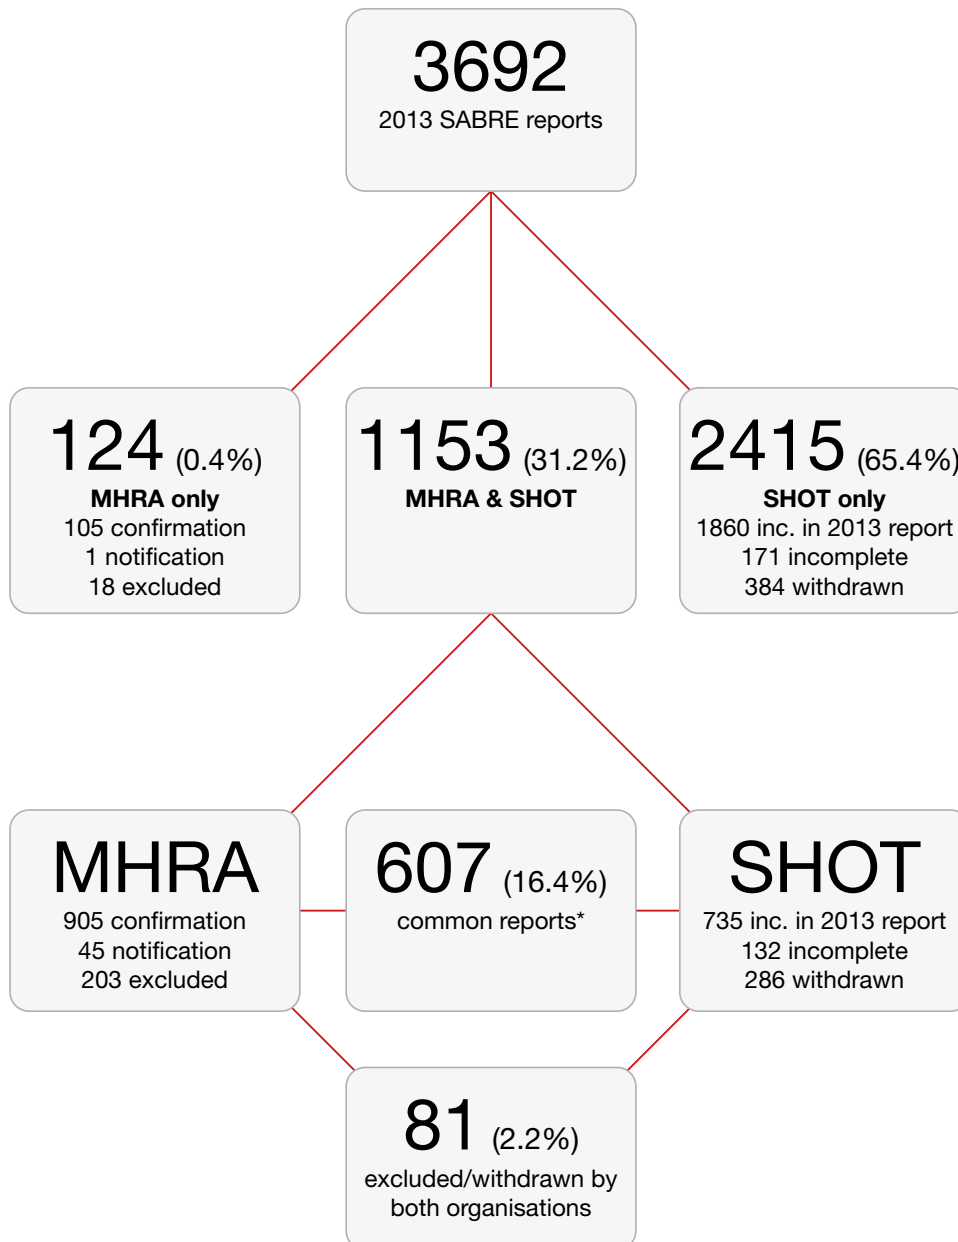 3692
2013 SABRE reports
124 (0.4%)
MHRA only
105 confirmation
1 notification
18 excluded
1153 (31.2%)
MHRA & SHOT
2415 (65.4%)
SHOT only
1860 inc. in 2013 report
171 incomplete
384 withdrawn
MHRA
905 confirmation
45 notification
203 excluded
607 (16.4%)
common reports*
SHOT
735 inc. in 2013 report
132 incomplete
286 withdrawn
81 (2.2%)
excluded/withdrawn by
both organisations